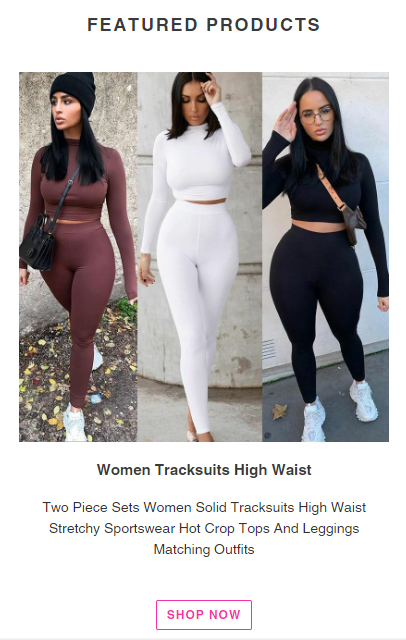 FEATURED PRODUCTS
Women Tracksuits High Waist
Two Piece Sets Women Solid Tracksuits High Waist
Stretchy Sportswear Hot Crop Tops And Leggings
Matching Outfits
SHOP NOW